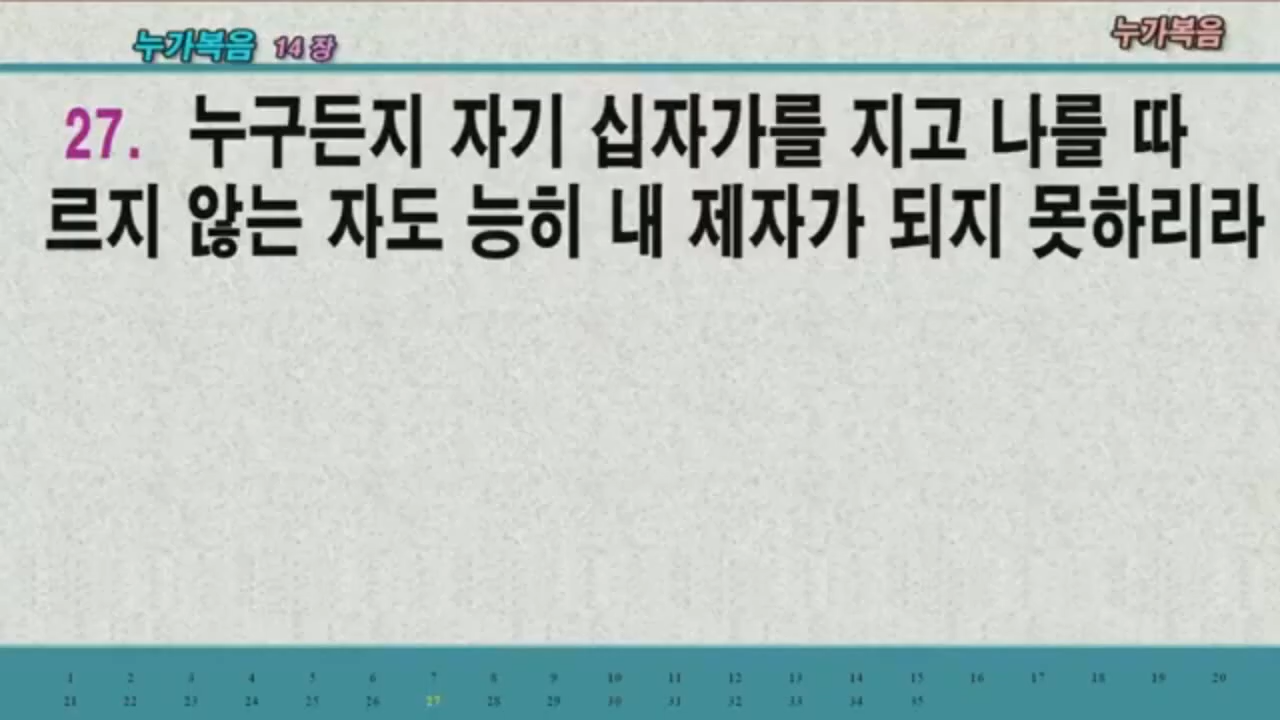 누가복음 14 장
누가복음
27. 누구든지 자기 십자가를 지고 나를 따
르지 않는 자도 능히 내 제자가 되지 못하리라
1 2 3 4 5 6 7 8 9 10 11 12 13 14 15 16 17 18 19 20
21 22 23 24 25 26 27 28 29 30 31 32 33 34 35